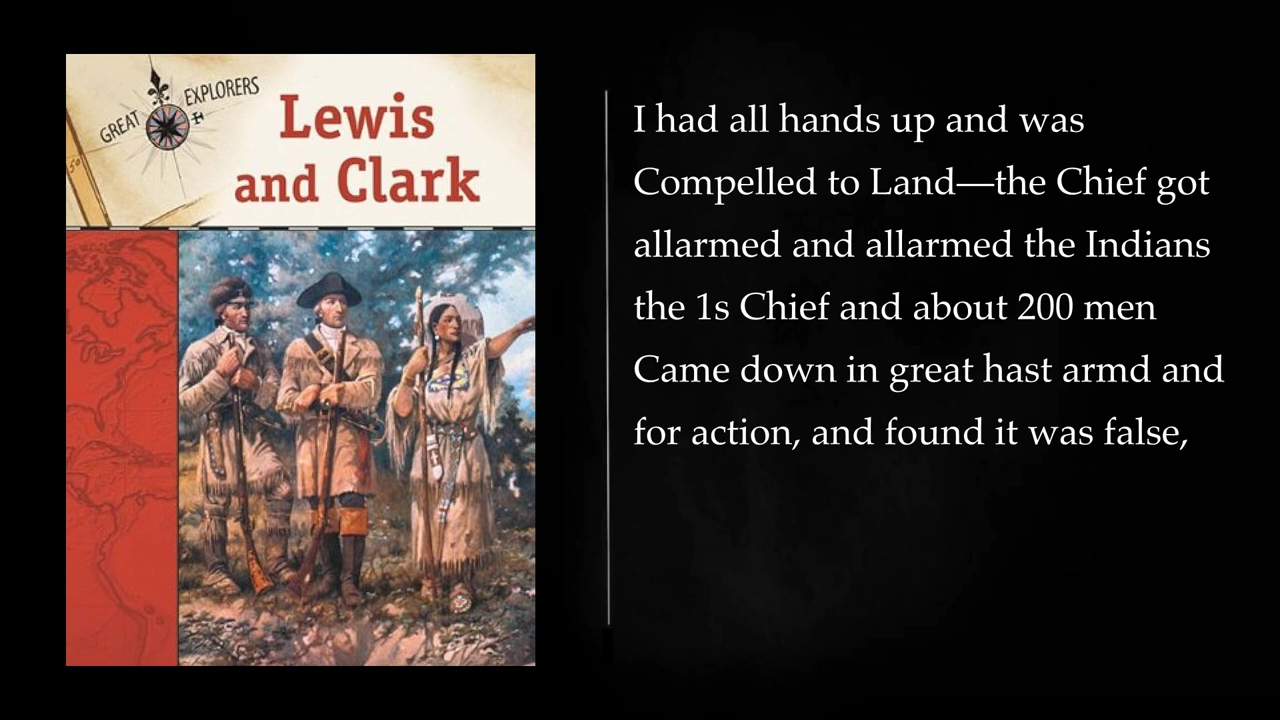 GREAT EXPLORERS
Lewis
and Clark
50
I had all hands up and was
Compelled to Land—the Chief got
allarmed and allarmed the Indians
the 1s Chief and about 200 men
Came down in great hast armd and
for action, and found it was false,